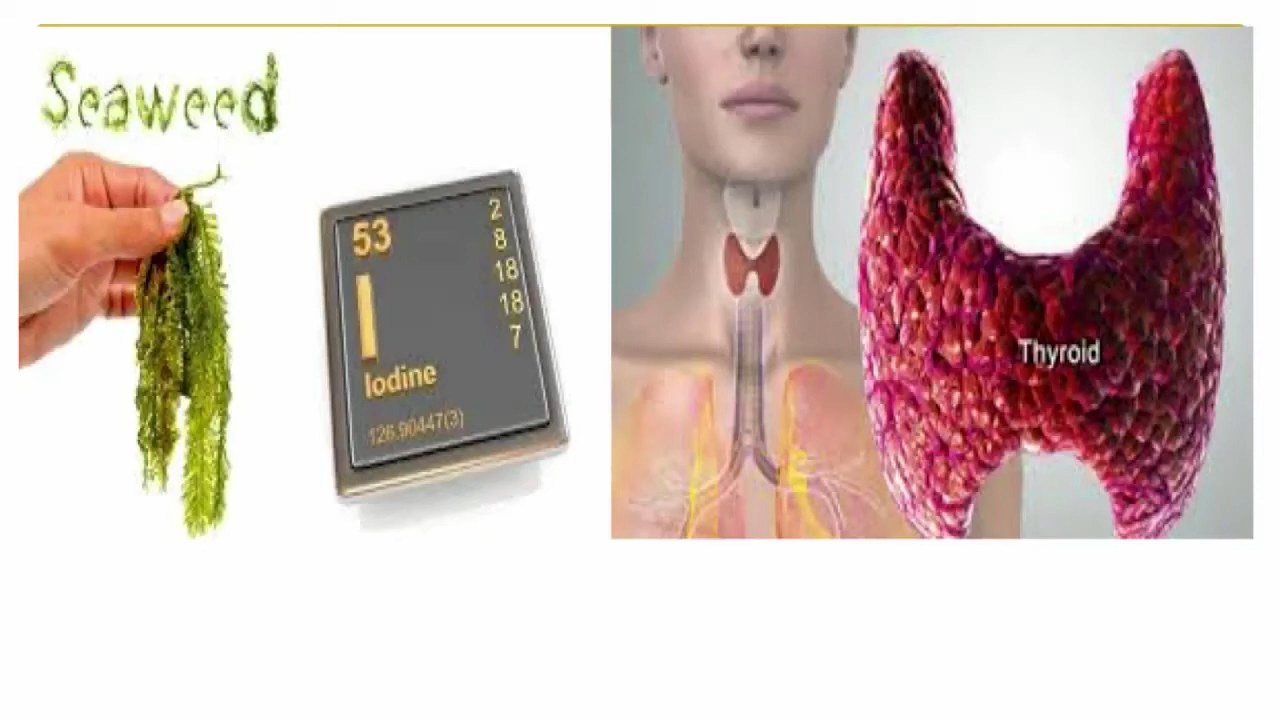 Seaweed
53
I
Iodine
126.90447(3)
2
8
18
18
7
Thyroid